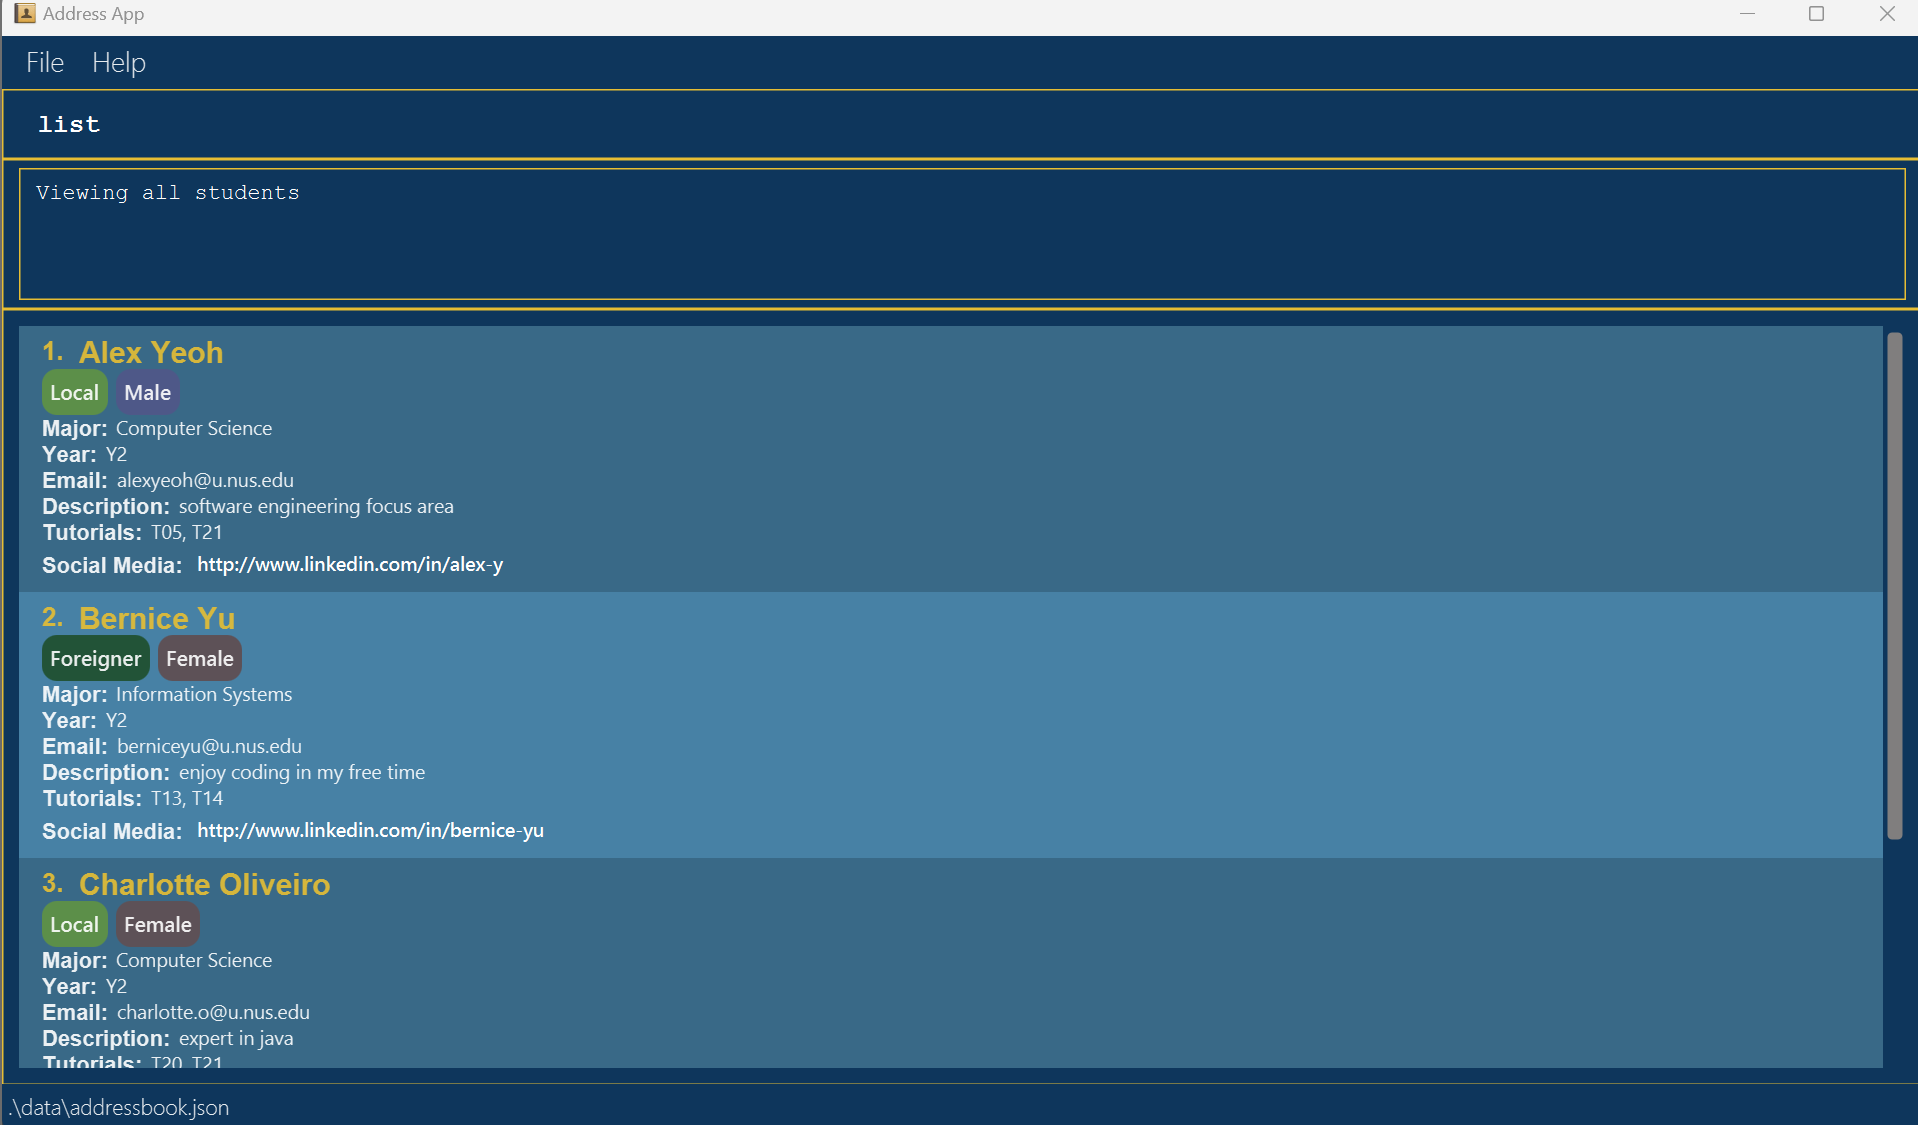 Address App
File Help
list
Viewing all students
1. Alex Yeoh
Local Male
Major: Computer Science
Year: Y2
Email: alexyeoh@u.nus.edu
Description: software engineering focus area
Tutorials: T05, T21
Social Media: http://www.linkedin.com/in/alex-y
2. Bernice Yu
Foreigner Female
Major: Information Systems
Year: Y2
Email: berniceyu@u.nus.edu
Description: enjoy coding in my free time
Tutorials: T13, T14
Social Media: http://www.linkedin.com/in/bernice-yu
3. Charlotte Oliveiro
Local Female
Major: Computer Science
Year: Y2
Email: charlotte.o@u.nus.edu
Description: expert in java
Tutorials: T20, T21
.\data\addressbook.json